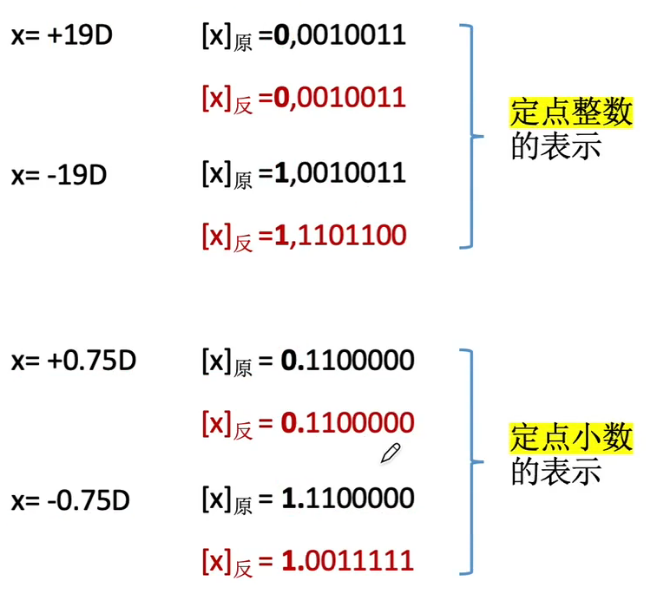 x= +19D [x]原 =0,0010011
[x]反 =0,0010011
x= -19D [x]原 =1,0010011
[x]反 =1,1101100
定点整数
的表示
x= +0.75D [x]原 = 0.1100000
[x]反 = 0.1100000
x= -0.75D [x]原 = 1.1100000
[x]反 = 1.0011111
定点小数
的表示